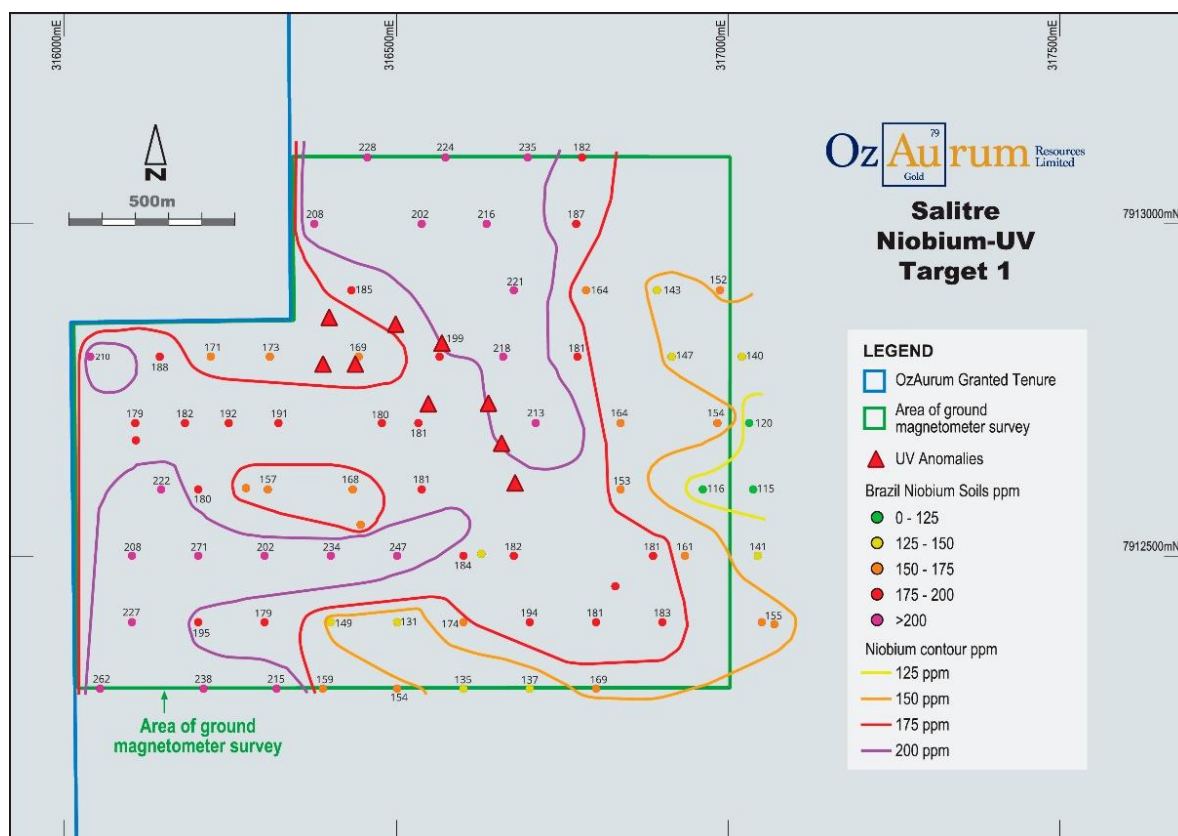 316000mE
316500mE
317000mE
317500mE
N
500m
79
Oz Aurum Resources
Limited
Gold
Salitre
Niobium-UV
Target 1
7913000mN
7912500mN
228 224 235 182
208 202 216 187
185 221 164 143 152
210 188 171 173 169 199 218 181 147 140
179 182 192 191 180 181 213 164 154 120
222 180 157 168 181 153 116 115
208 271 202 234 247 184 182 181 161 141
227 195 179 149 131 174 194 181 183 155
262 238 215 159 154 135 137 169
Area of ground
magnetometer survey
LEGEND
OzAurum Granted Tenure
Area of ground
magnetometer survey
UV Anomalies
Brazil Niobium Soils ppm
0 - 125
125 - 150
150 - 175
175 - 200
>200
Niobium contour ppm
125 ppm
150 ppm
175 ppm
200 ppm